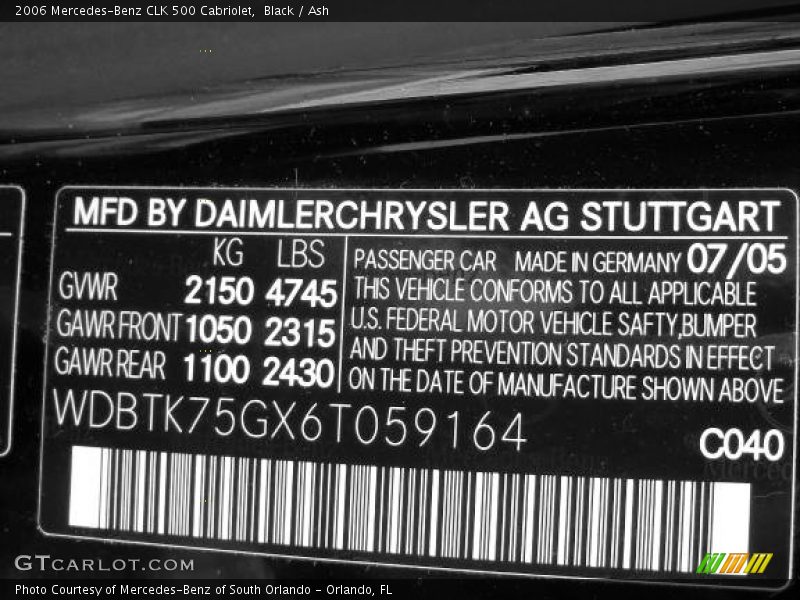 2006 Mercedes-Benz CLK 500 Cabriolet,  Black / Ash
MFD BY DAIMLERCHRYSLER AG STUTTGART
KG LBS
GVWR 2150 4745
GAWR FRONT 1050 2315
GAWR REAR 1100 2430
PASSENGER CAR MADE IN GERMANY 07/05
THIS VEHICLE CONFORMS TO ALL APPLICABLE
U.S. FEDERAL MOTOR VEHICLE SAFTY,BUMPER
AND THEFT PREVENTION STANDARDS IN EFFECT
ON THE DATE OF MANUFACTURE SHOWN ABOVE
WDBTK75GX6T059164
C040
GTCARLOT.COM
Photo Courtesy of Mercedes-Benz of South Orlando - Orlando, FL